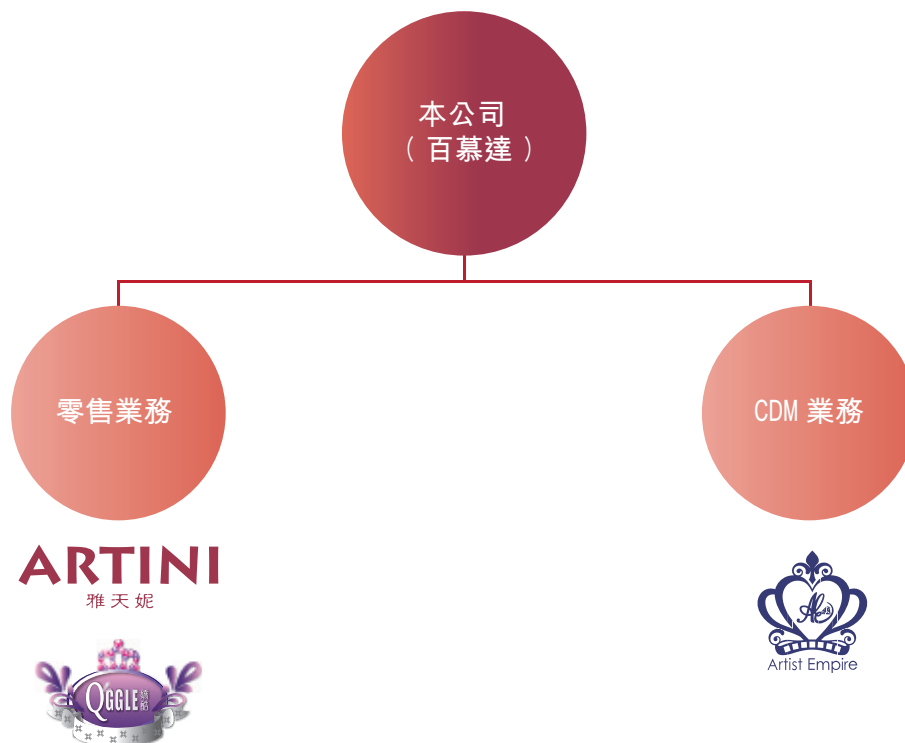 本公司
（百慕達）
零售業務
CDM 業務
ARTINI
雅天妮
Artist Empire
Q'GGLE